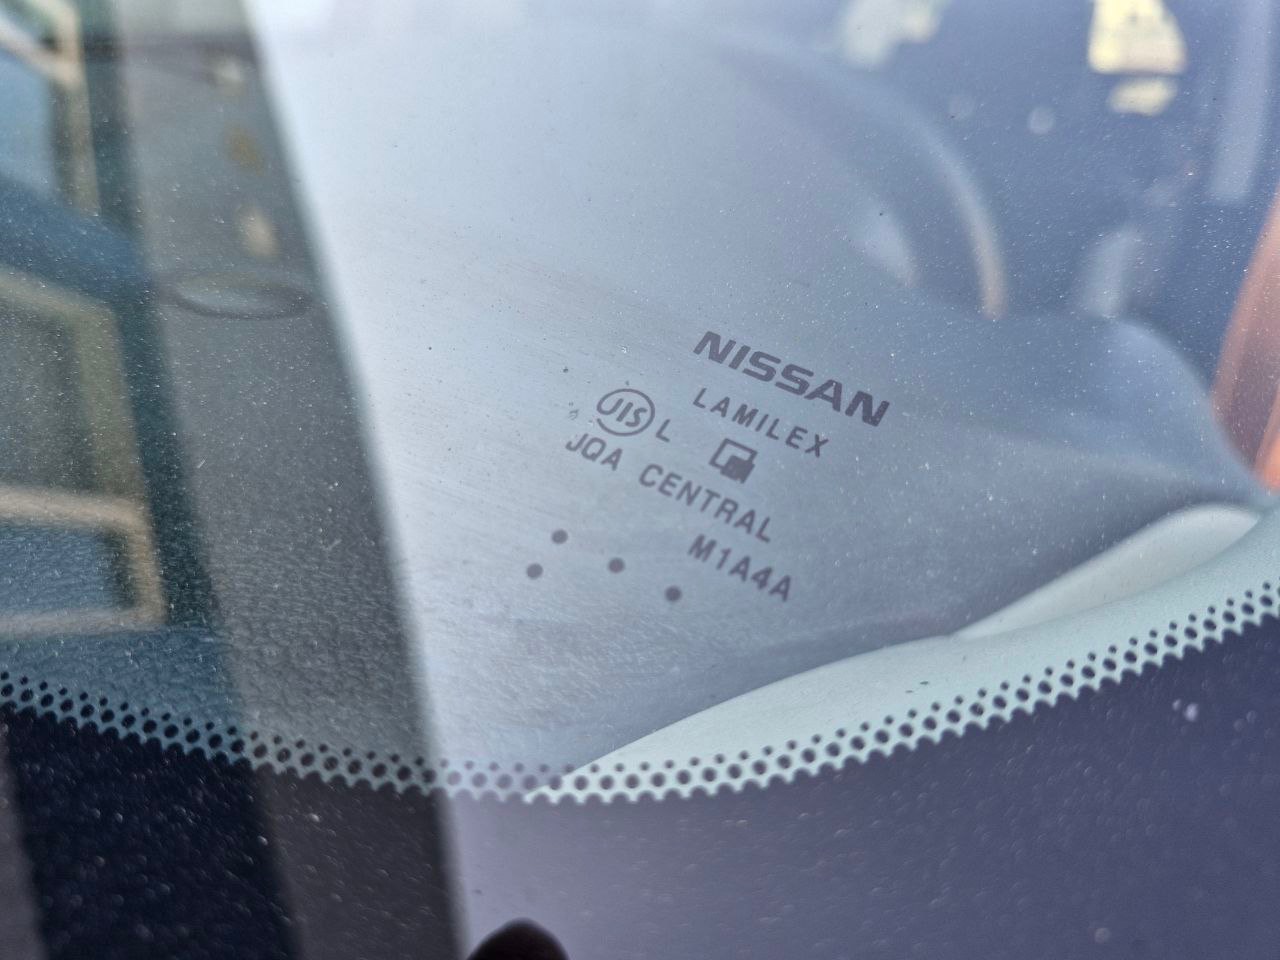 NISSAN
LAMILEX
JIS L
JQA CENTRAL
M1A4A